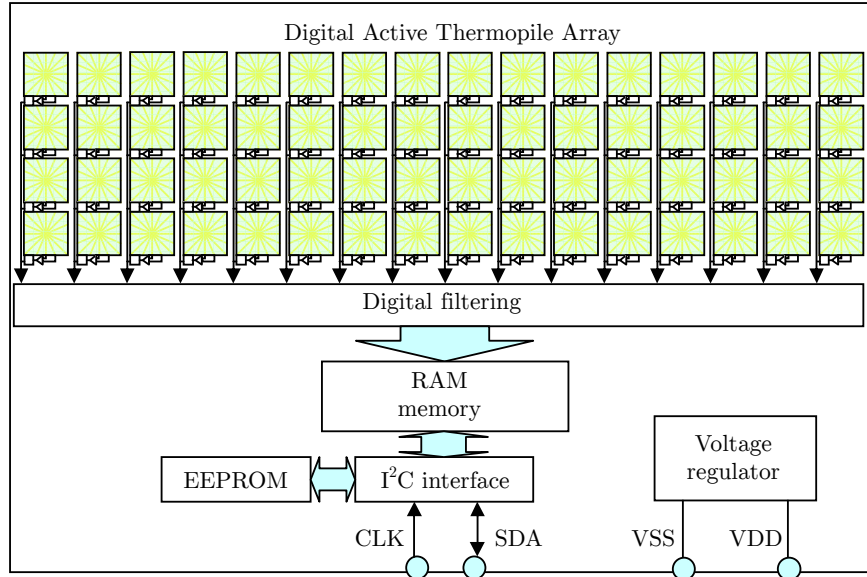 Digital Active Thermopile Array
Digital filtering
RAM
memory
EEPROM
I²C interface
Voltage
regulator
CLK
SDA
VSS
VDD